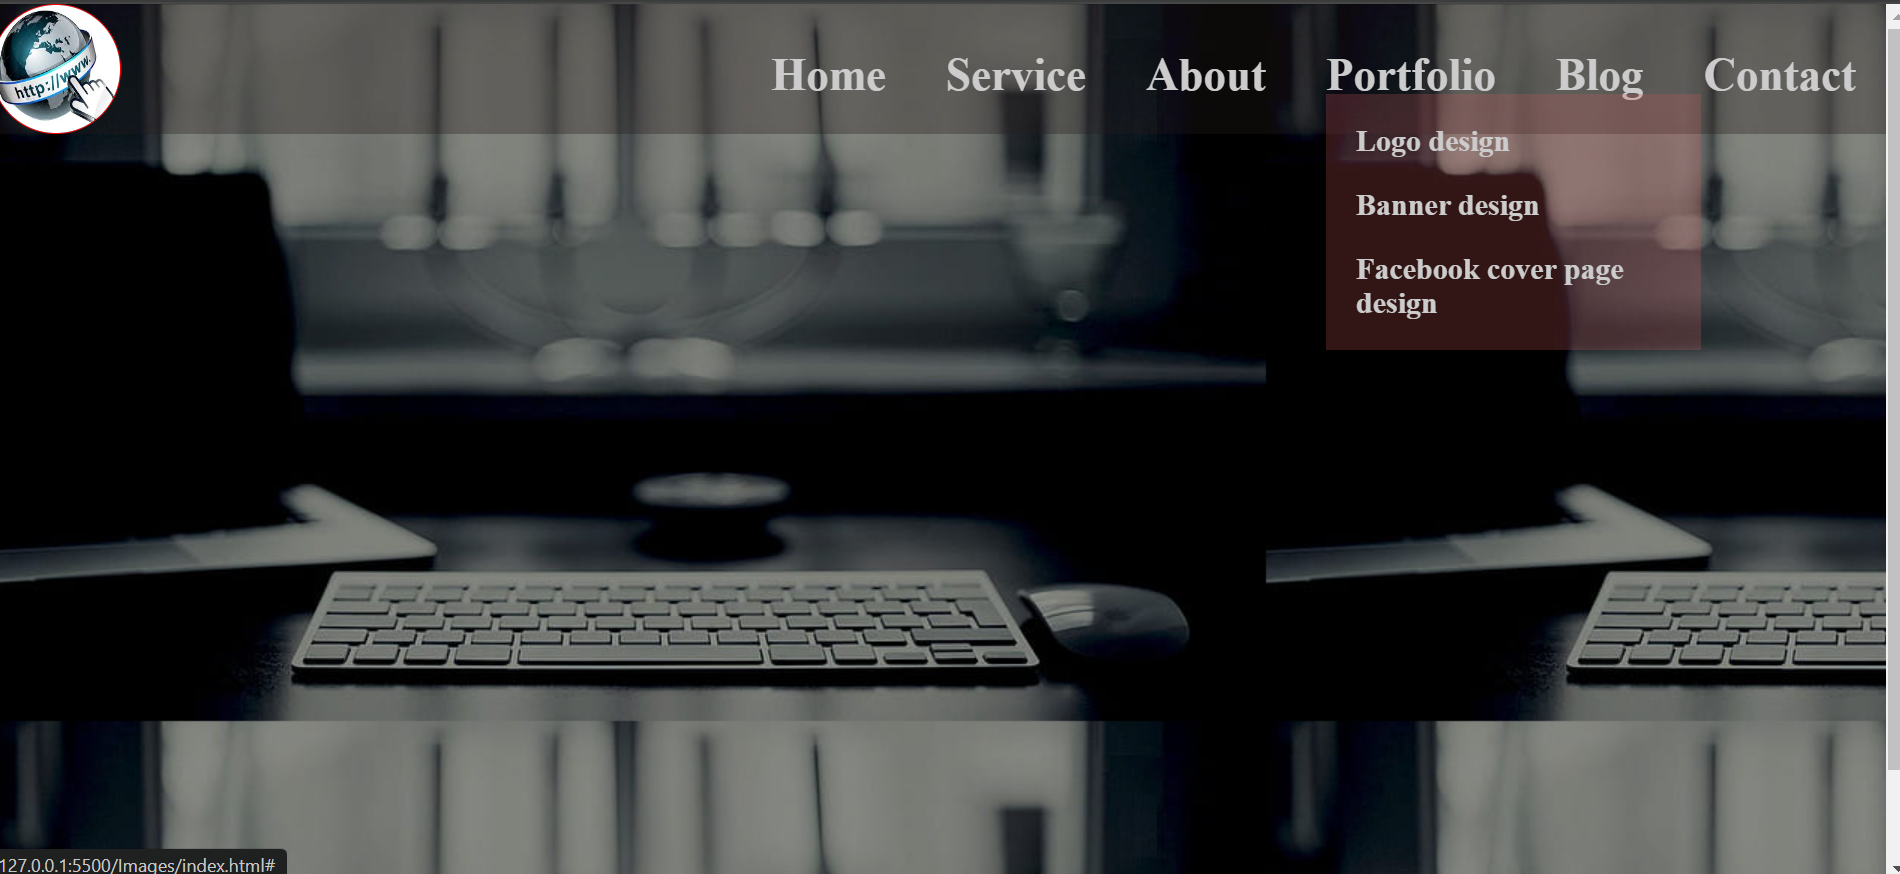 http://www.
Home Service About Portfolio Blog Contact
Logo design
Banner design
Facebook cover page
design
127.0.0.1:5500/Images/index.html#